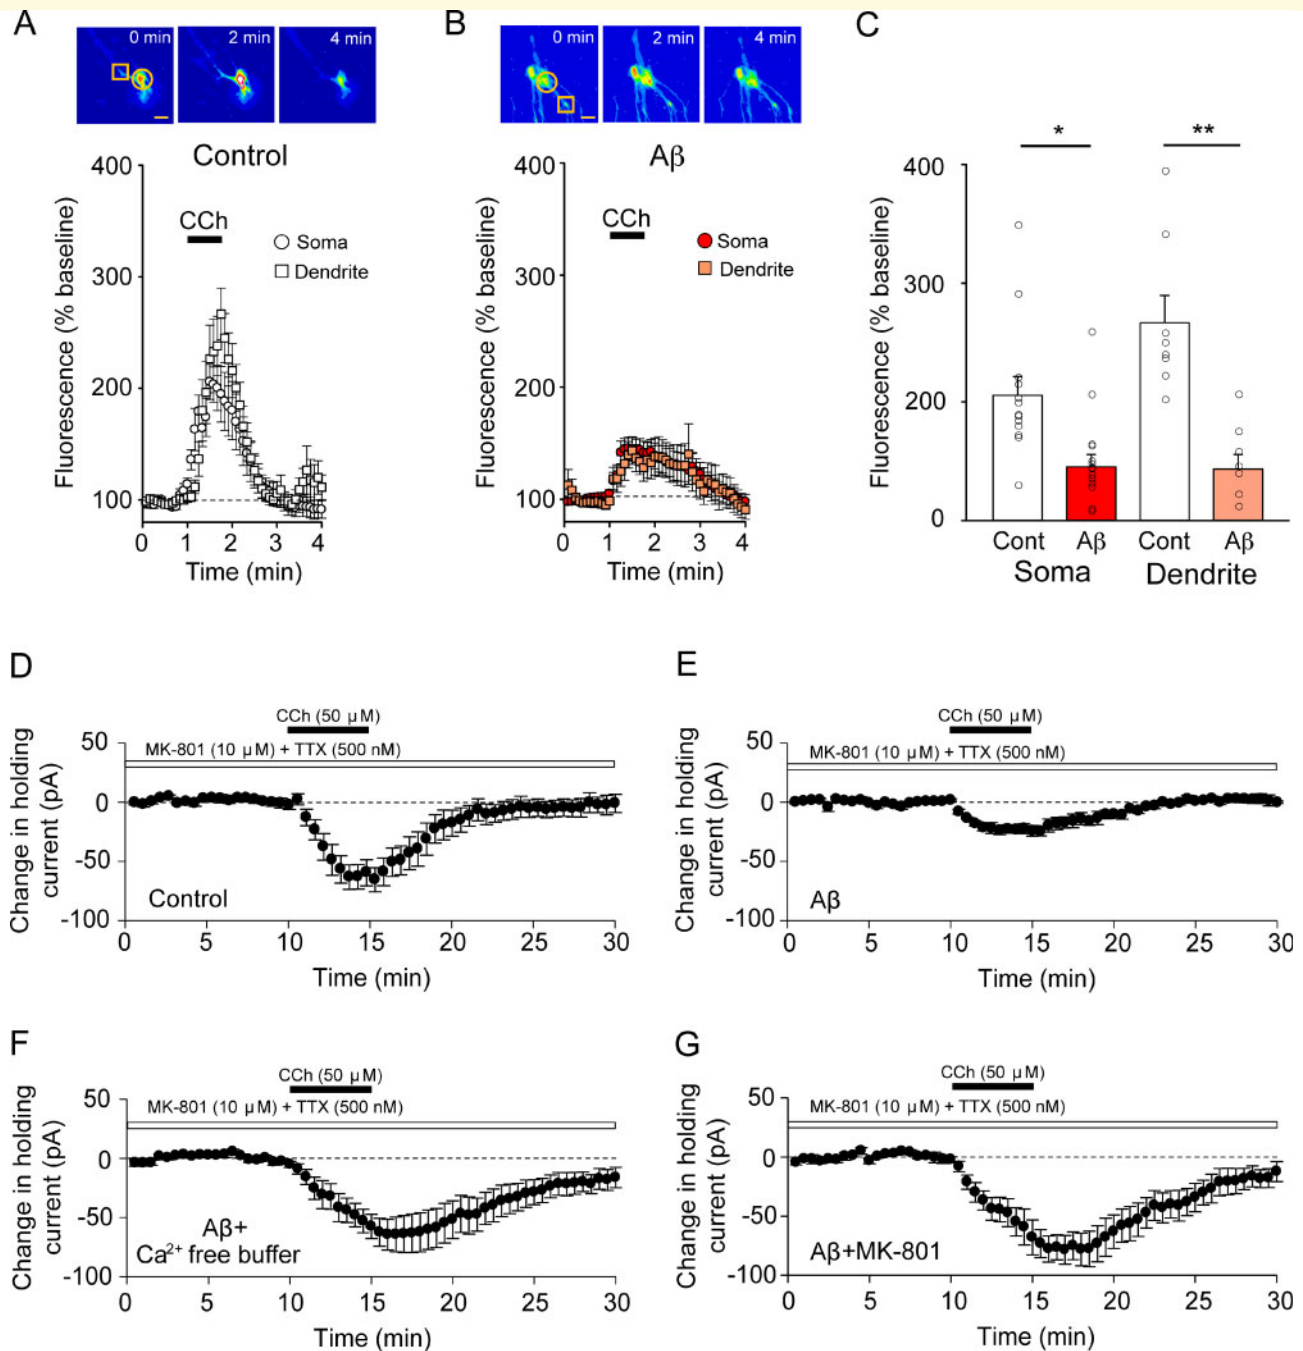 A
0 min
2 min
4 min
Control
400
300
200
100
Fluorescence (% baseline)
CCh
Soma
Dendrite
0 1 2 3 4
Time (min)
B
0 min
2 min
4 min
Aβ
400
300
200
100
Fluorescence (% baseline)
CCh
Soma
Dendrite
0 1 2 3 4
Time (min)
C
* **
400
300
200
0
Fluorescence (% baseline)
Cont Aβ Cont Aβ
Soma Dendrite
D
CCh (50 μM)
MK-801 (10 μM) + TTX (500 nM)
50
0
-50
-100
Change in holding
current (pA)
Control
0 5 10 15 20 25 30
Time (min)
E
CCh (50 μM)
MK-801 (10 μM) + TTX (500 nM)
50
0
-50
-100
Change in holding
current (pA)
Aβ
0 5 10 15 20 25 30
Time (min)
F
CCh (50 μM)
MK-801 (10 μM) + TTX (500 nM)
50
0
-50
-100
Change in holding
current (pA)
Aβ+
Ca²⁺ free buffer
0 5 10 15 20 25 30
Time (min)
G
CCh (50 μM)
MK-801 (10 μM) + TTX (500 nM)
50
0
-50
-100
Change in holding
current (pA)
Aβ+MK-801
0 5 10 15 20 25 30
Time (min)